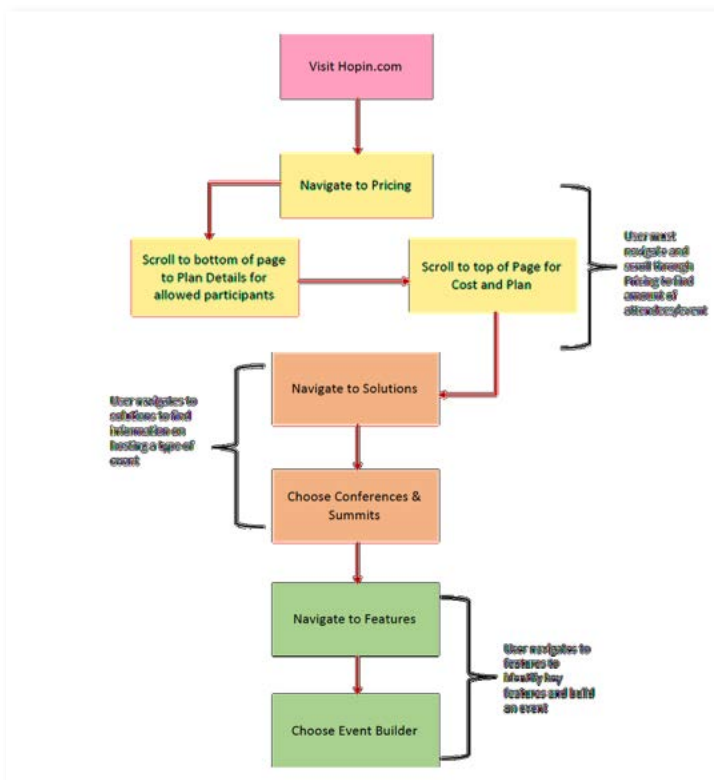 Visit Hopin.com
Navigate to Pricing
Scroll to bottom of page
to Plan Details for
allowed participants
Scroll to top of Page for
Cost and Plan
User must
navigate and
scroll through
Pricing to find
amount of
attendees/event
Navigate to Solutions
User navigates to
solutions to find
information on
hosting a type of
event
Choose Conferences &
Summits
Navigate to Features
User navigates to
features to
identify key
features and build
an event
Choose Event Builder